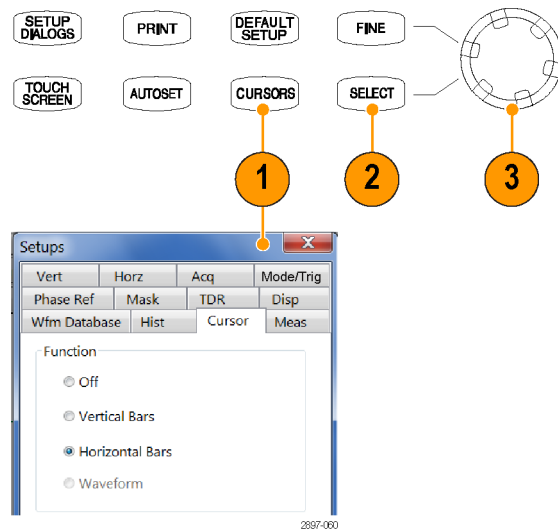 SETUP
DIALOGS
PRINT
DEFAULT
SETUP
FINE
TOUCH
SCREEN
AUTOSET
CURSORS
SELECT
1
2
3
Setups
X
Vert Horz Acq Mode/Trig
Phase Ref Mask TDR Disp
Wfm Database Hist Cursor Meas
Function
Off
Vertical Bars
Horizontal Bars
Waveform
2897-060